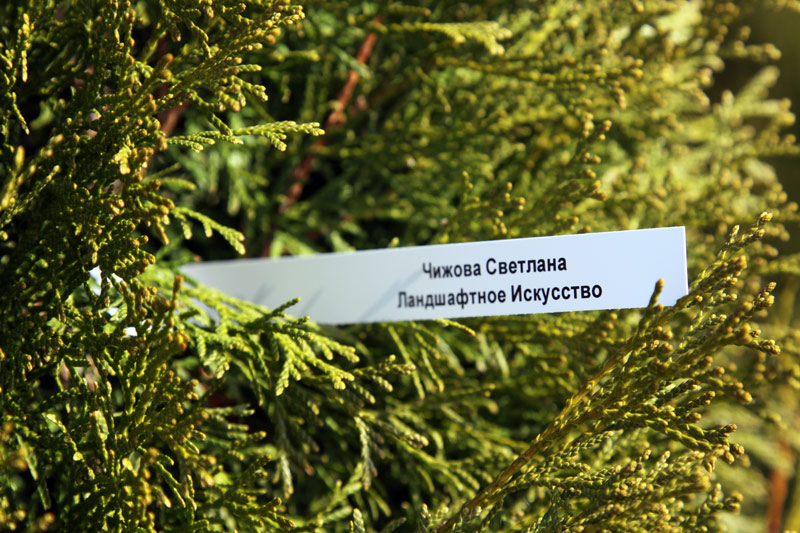 Чижова Светлана
Ландшафтное Искусство